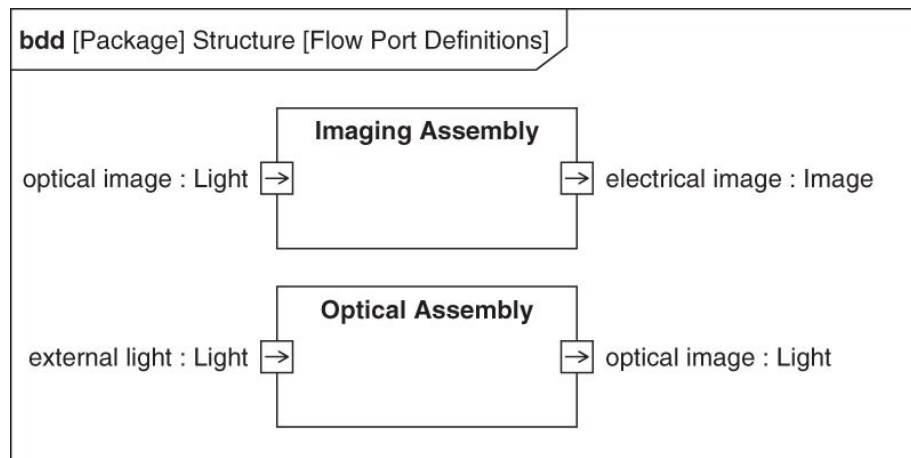 bdd [Package] Structure [Flow Port Definitions]
Imaging Assembly
optical image : Light
electrical image : Image
Optical Assembly
external light : Light
optical image : Light